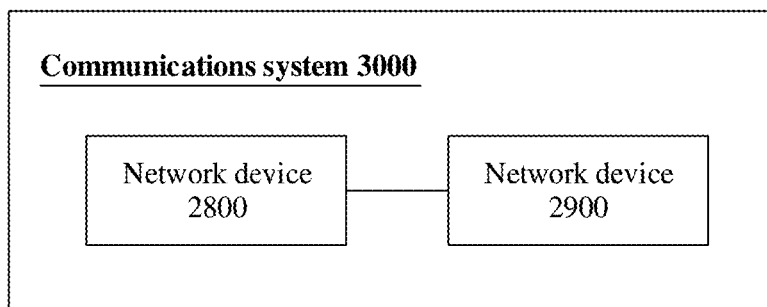 Communications system 3000
Network device
2800
Network device
2900